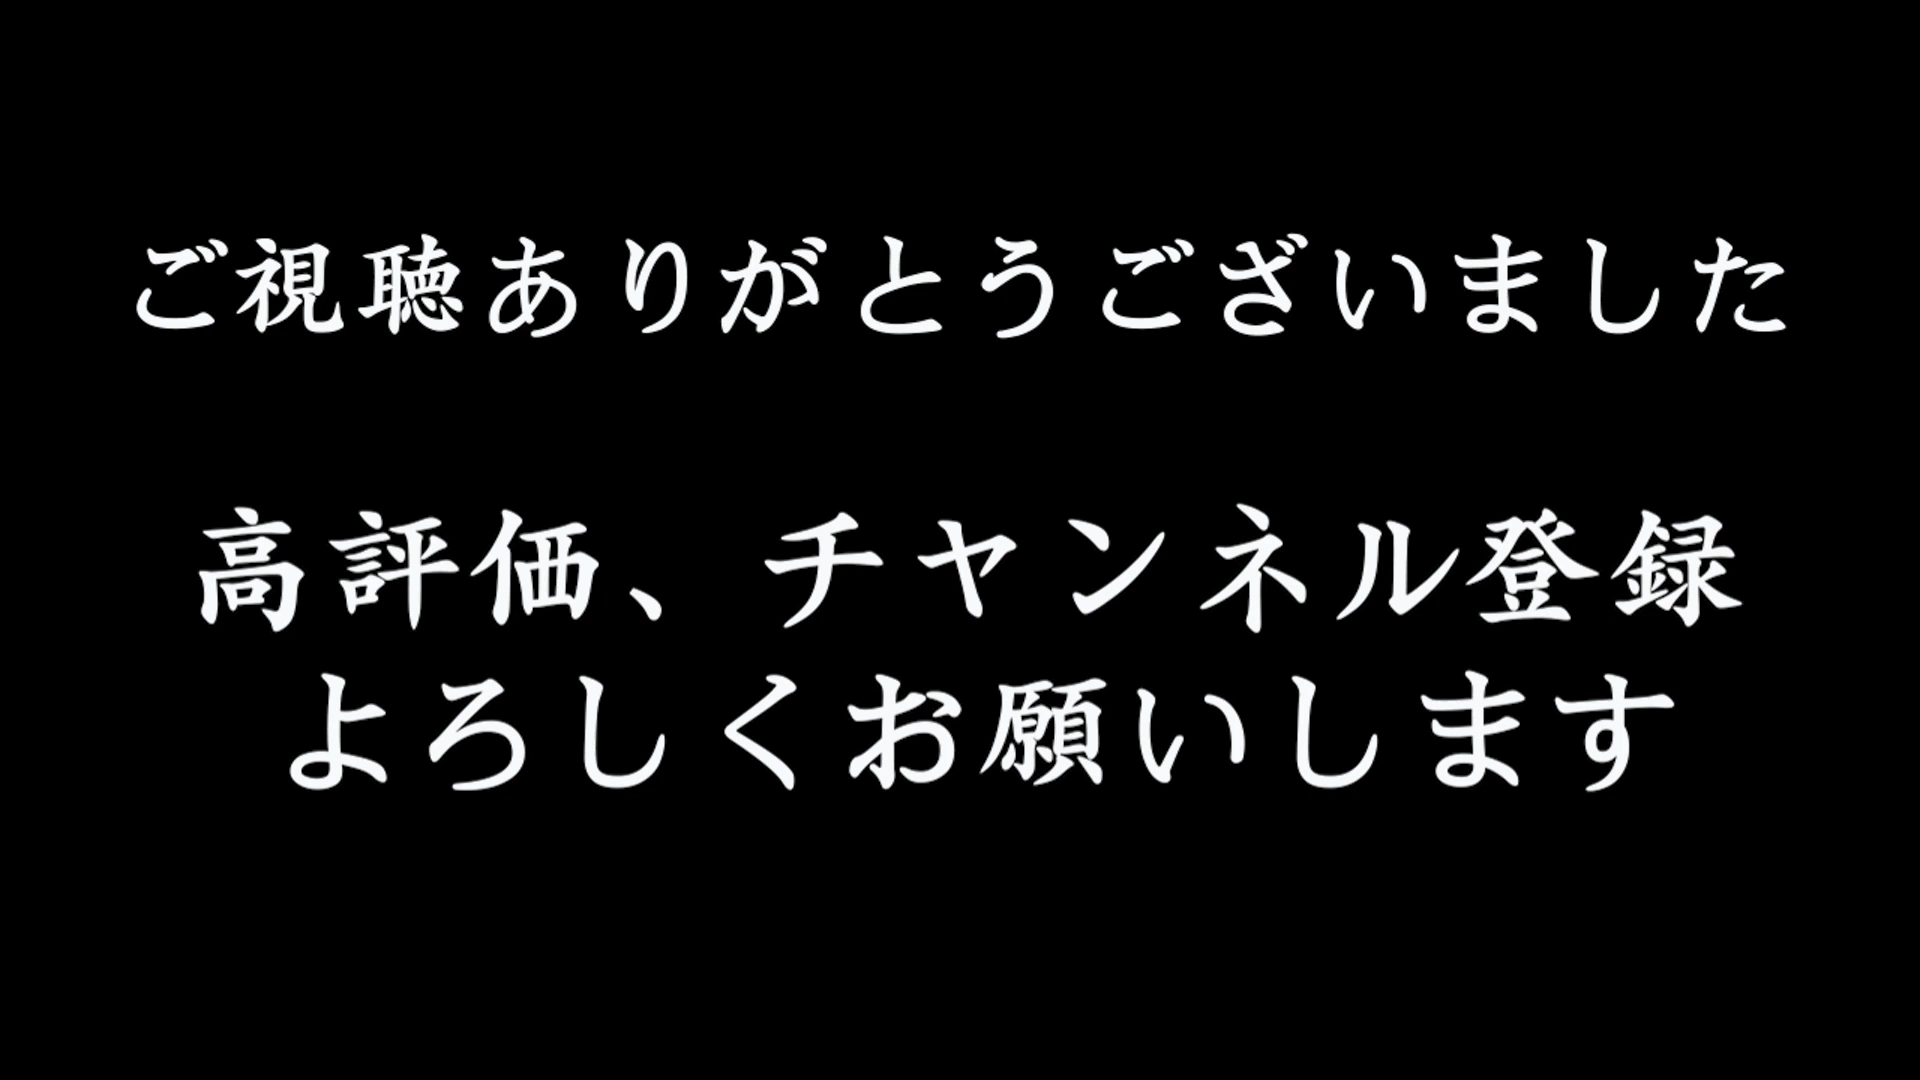 ご視聴ありがとうございました
高評価、チャンネル登録
よろしくお願いします